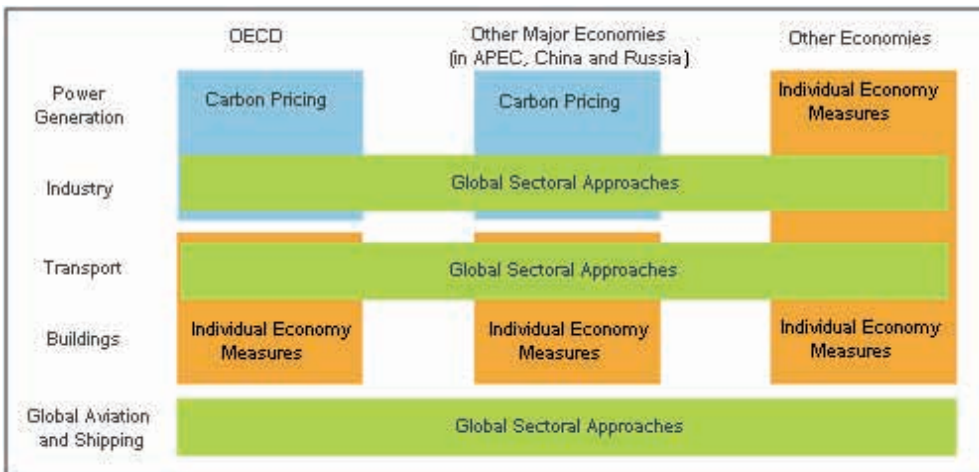 OECD
Other Major Economies
(in APEC, China and Russia)
Other Economies
Power
Generation
Carbon Pricing
Carbon Pricing
Individual Economy
Measures
Industry
Global Sectoral Approaches
Transport
Global Sectoral Approaches
Buildings
Individual Economy
Measures
Individual Economy
Measures
Individual Economy
Measures
Global Aviation
and Shipping
Global Sectoral Approaches